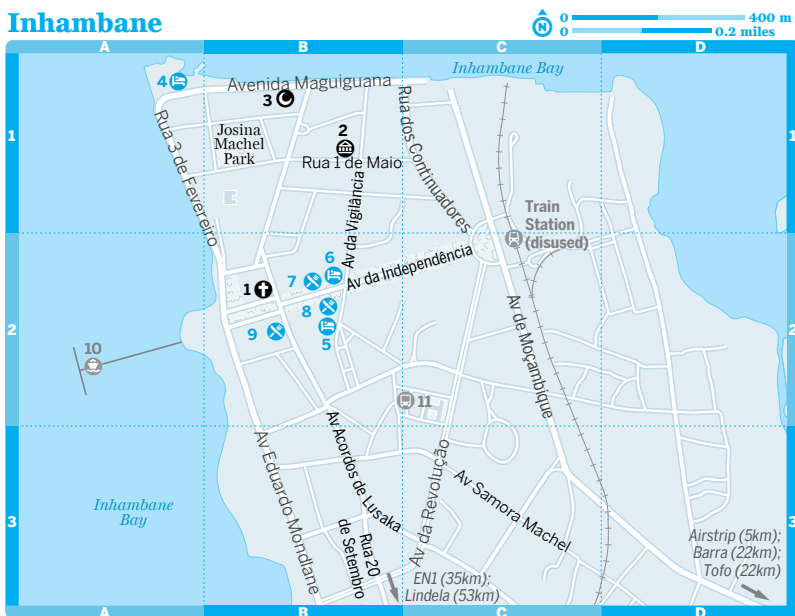 Inhambane
N
0 400 m
0 0.2 miles
A B C D
Inhambane Bay
4
Avenida Maguiguana
3
1 1
Josina
Machel
Park
2
Rua 1 de Maio
Rua 3 de Fevereiro
Rua dos Continuadores
Av da Vigilância
Train
Station
(disused)
6
7
Av da Independência
1
8
5
9
2 2
10
Av de Moçambique
11
Av Acordos de Lusaka
Av Eduardo Mondlane
Av da Revolução
Av Samora Machel
Inhambane
Bay
3 3
Rua 20
de Setembro
EN1 (35km);
Lindela (53km)
Airstrip (5km);
Barra (22km);
Tofo (22km)
A B C D